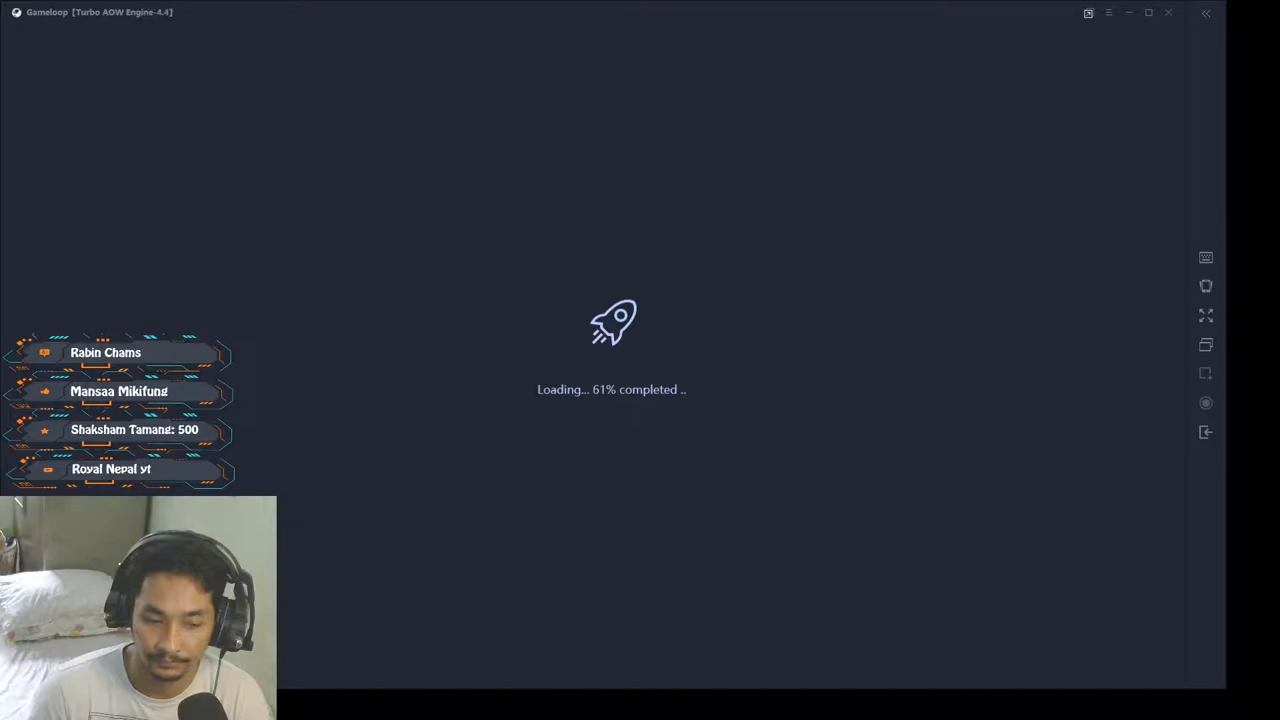 Gameloop【Turbo AOW Engine-4.4】
Loading... 61% completed ..
Rabin Chams
Mansaa Mikifung
Shaksham Tamang: 500
Royal Nepal yt